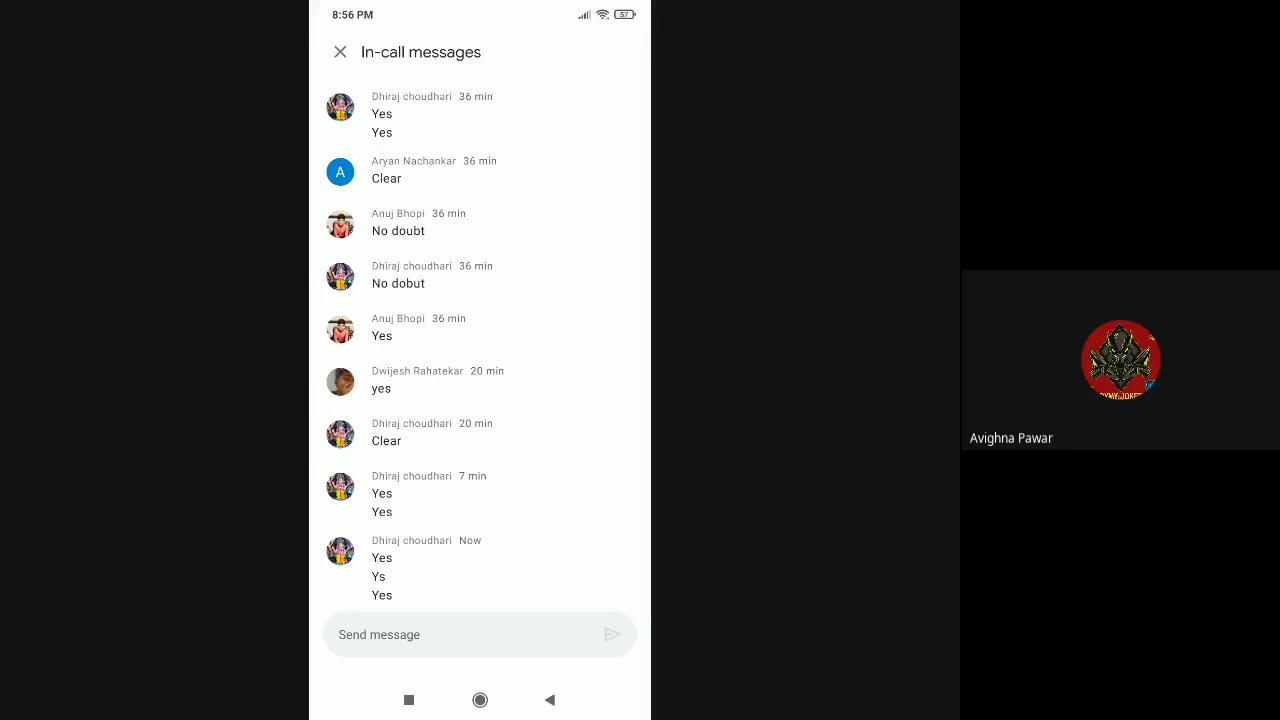 8:56 PM
57
In-call messages
Dhiraj choudhari 36 min
Yes
Yes
A
Aryan Nachankar 36 min
Clear
Anuj Bhopi 36 min
No doubt
Dhiraj choudhari 36 min
No dobut
Anuj Bhopi 36 min
Yes
Dwijesh Rahatekar 20 min
yes
Dhiraj choudhari 20 min
Clear
Dhiraj choudhari 7 min
Yes
Yes
Dhiraj choudhari Now
Yes
Ys
Yes
Send message
Avighna Pawar